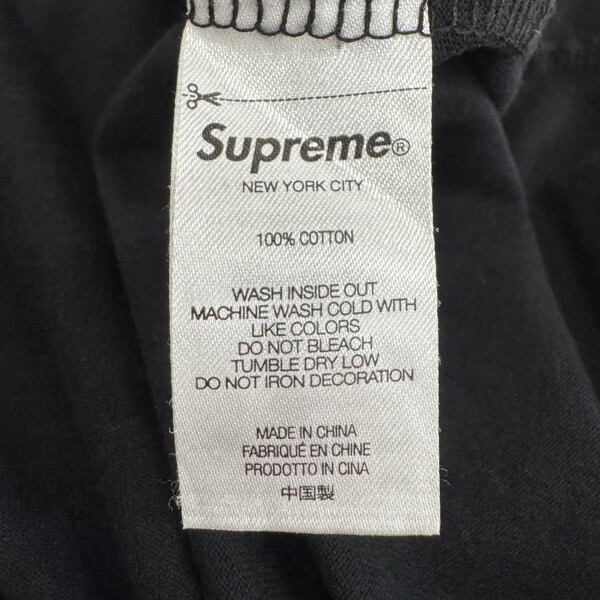 Supreme®
NEW YORK CITY
100% COTTON
WASH INSIDE OUT
MACHINE WASH COLD WITH
LIKE COLORS
DO NOT BLEACH
TUMBLE DRY LOW
DO NOT IRON DECORATION
MADE IN CHINA
FABRIQUÉ EN CHINE
PRODOTTO IN CINA
中国製